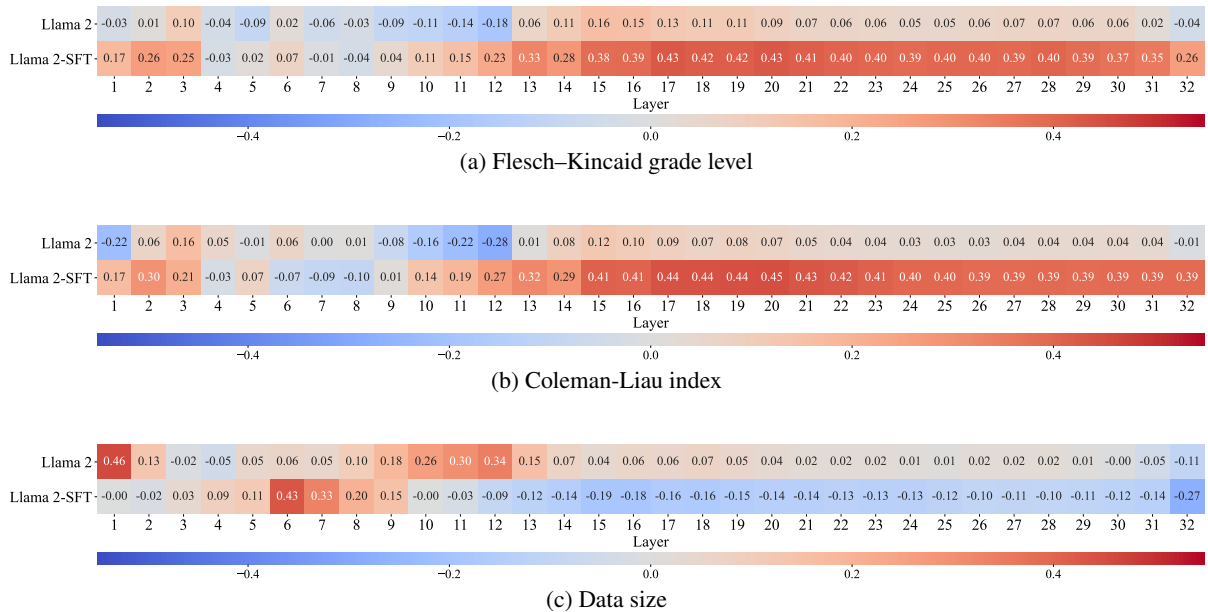 Llama 2 -0.03 0.01 0.10 -0.04 -0.09 0.02 -0.06 -0.03 -0.09 -0.11 -0.14 -0.18 0.06 0.11 0.16 0.15 0.13 0.11 0.11 0.09 0.07 0.06 0.05 0.05 0.06 0.07 0.07 0.06 0.06 0.06 0.02 -0.04
Llama 2-SFT 0.17 0.26 0.25 -0.03 0.02 0.07 -0.01 -0.04 0.04 0.11 0.15 0.23 0.33 0.28 0.38 0.39 0.43 0.42 0.42 0.43 0.41 0.40 0.40 0.39 0.40 0.40 0.39 0.40 0.39 0.37 0.35 0.26
1 2 3 4 5 6 7 8 9 10 11 12 13 14 15 16 17 18 19 20 21 22 23 24 25 26 27 28 29 30 31 32
Layer
−0.4 −0.2 0.0 0.2 0.4
(a) Flesch–Kincaid grade level
Llama 2 -0.22 0.06 0.16 0.05 -0.01 0.06 0.00 0.01 -0.08 -0.16 -0.22 -0.28 0.01 0.08 0.12 0.10 0.09 0.07 0.08 0.07 0.05 0.04 0.04 0.03 0.03 0.03 0.04 0.04 0.04 0.04 0.04 -0.01
Llama 2-SFT 0.17 0.30 0.21 -0.03 0.07 -0.07 -0.09 -0.10 0.01 0.14 0.19 0.27 0.32 0.29 0.41 0.41 0.44 0.44 0.44 0.45 0.43 0.42 0.41 0.40 0.40 0.39 0.39 0.39 0.39 0.39 0.39 0.39
1 2 3 4 5 6 7 8 9 10 11 12 13 14 15 16 17 18 19 20 21 22 23 24 25 26 27 28 29 30 31 32
Layer
−0.4 −0.2 0.0 0.2 0.4
(b) Coleman-Liau index
Llama 2 0.46 0.13 -0.02 -0.05 0.05 0.06 0.05 0.10 0.18 0.26 0.30 0.34 0.15 0.07 0.04 0.06 0.06 0.07 0.05 0.04 0.02 0.02 0.02 0.01 0.01 0.02 0.02 0.02 0.01 -0.00 -0.05 -0.11
Llama 2-SFT -0.00 -0.02 0.03 0.09 0.11 0.43 0.33 0.20 0.15 -0.00 -0.03 -0.09 -0.12 -0.14 -0.19 -0.18 -0.16 -0.16 -0.15 -0.14 -0.14 -0.13 -0.13 -0.13 -0.12 -0.10 -0.11 -0.10 -0.11 -0.12 -0.14 -0.27
1 2 3 4 5 6 7 8 9 10 11 12 13 14 15 16 17 18 19 20 21 22 23 24 25 26 27 28 29 30 31 32
Layer
−0.4 −0.2 0.0 0.2 0.4
(c) Data size